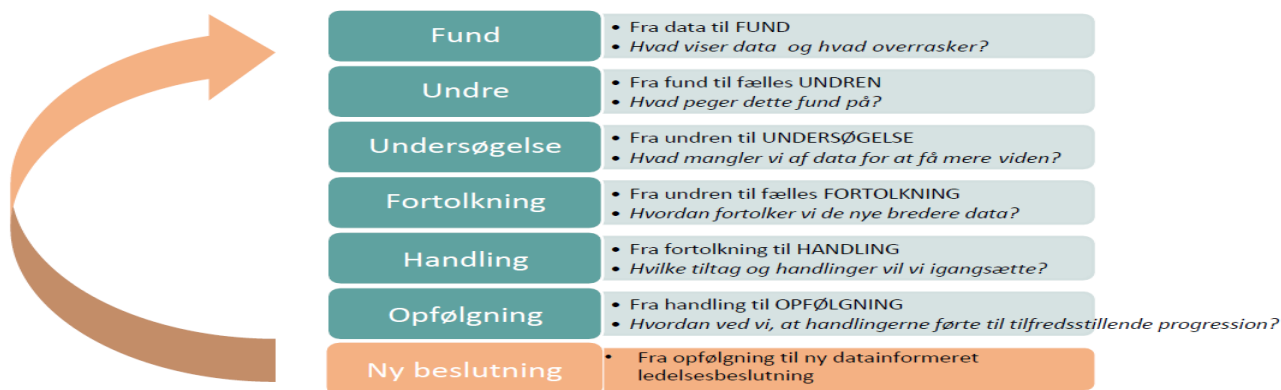 Fund
• Fra data til FUND
• Hvad viser data og hvad overrasker?
Undre
• Fra fund til fælles UNDREN
• Hvad peger dette fund på?
Undersøgelse
• Fra undren til UNDERSØGELSE
• Hvad mangler vi af data for at få mere viden?
Fortolkning
• Fra undren til fælles FORTOLKNING
• Hvordan fortolker vi de nye bredere data?
Handling
• Fra fortolkning til HANDLING
• Hvilke tiltag og handlinger vil vi igangsætte?
Opfølgning
• Fra handling til OPFØLGNING
• Hvordan ved vi, at handlingerne førte til tilfredsstillende progression?
Ny beslutning
• Fra opfølgning til ny datainformeret
ledelsesbeslutning